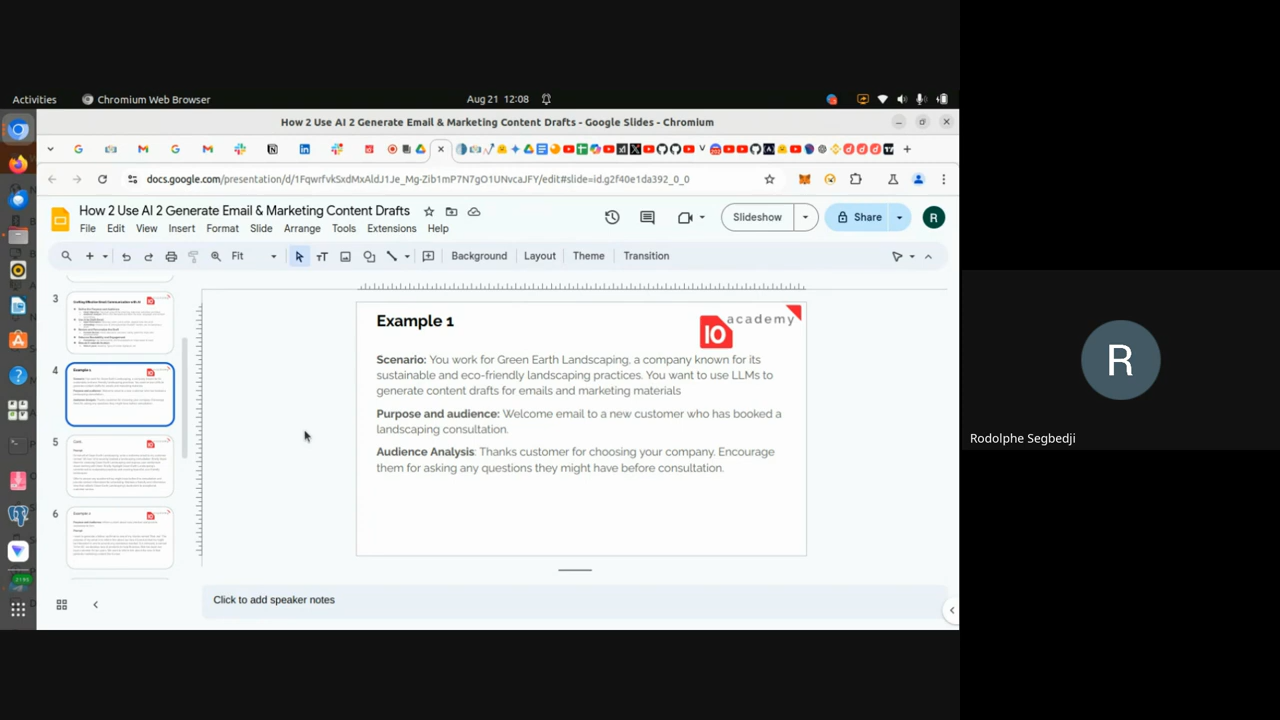 Activities
Chromium Web Browser
Aug 21 12:08
How 2 Use AI 2 Generate Email & Marketing Content Drafts - Google Slides - Chromium
docs.google.com/presentation/d/1FqwrfvkSxdMxAldJ1Je_Mg-Zib1mP7N7gO1UNvcaJFY/edit#slide=id.g2f40e1da392_0_0
How 2 Use AI 2 Generate Email & Marketing Content Drafts
Slideshow
Share
R
File Edit View Insert Format Slide Arrange Tools Extensions Help
Fit
Background
Layout
Theme
Transition
3
4
5
6
Example 1
10 academy
Scenario: You work for Green Earth Landscaping, a company known for its
sustainable and eco-friendly landscaping practices. You want to use LLMs to
generate content drafts for emails and marketing materials
Purpose and audience: Welcome email to a new customer who has booked a
landscaping consultation.
Audience Analysis: Thanks customer for choosing your company. Encourage
them for asking any questions they might have before consultation.
Click to add speaker notes
R
Rodolphe Segbedji